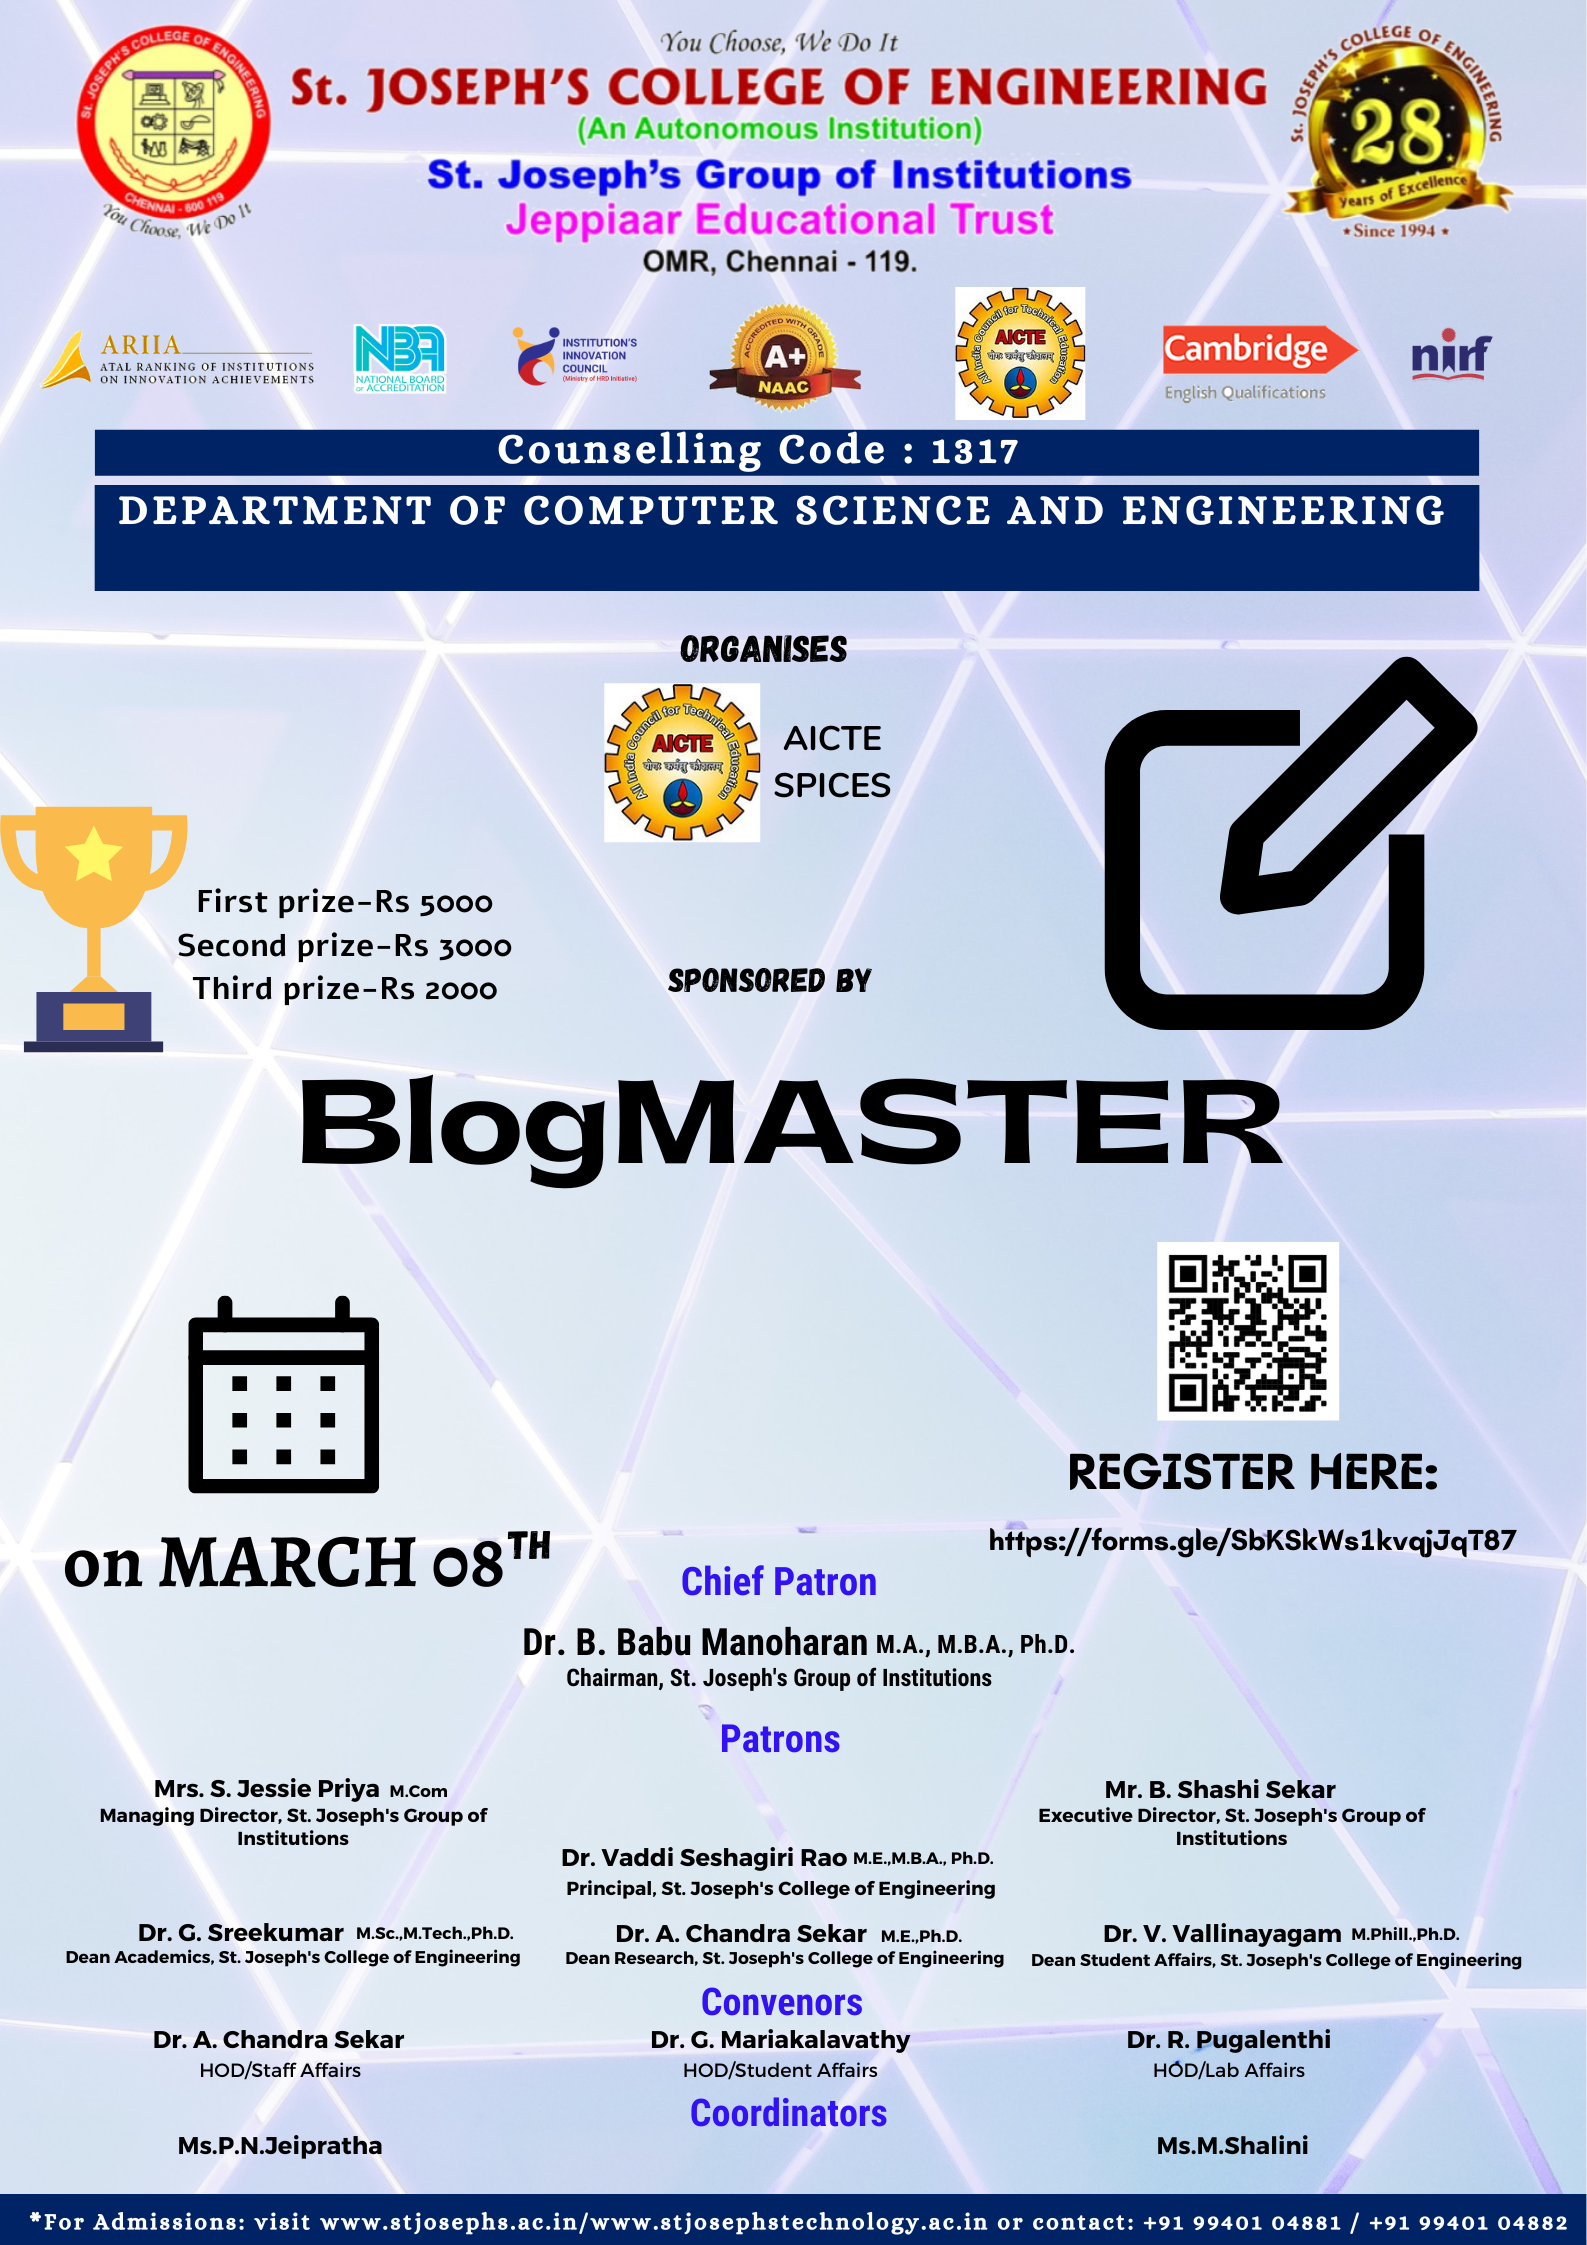 You Choose, We Do It
St. JOSEPH'S COLLEGE OF ENGINEERING
(An Autonomous Institution)
St. Joseph's Group of Institutions
Jeppiaar Educational Trust
OMR, Chennai - 119.
St. JOSEPH'S COLLEGE OF ENGINEERING
CHENNAI - 600 119
You Choose, We Do It
St. JOSEPH'S COLLEGE OF ENGINEERING
28
Years of Excellence
★ Since 1994 ★
ARIIA
ATAL RANKING OF INSTITUTIONS
ON INNOVATION ACHIEVEMENTS
NBA
NATIONAL BOARD
OF ACCREDITATION
INSTITUTION'S
INNOVATION
COUNCIL
(Ministry of HRD Initiative)
ACCREDITED WITH GRADE
A+
NAAC
All India Council for Technical Education
AICTE
योगः कर्मसु कौशलम्
Cambridge
English Qualifications
nirf
Counselling Code : 1317
DEPARTMENT OF COMPUTER SCIENCE AND ENGINEERING
ORGANISES
All India Council for Technical Education
AICTE
योगः कर्मसु कौशलम्
AICTE
SPICES
First prize-Rs 5000
Second prize-Rs 3000
Third prize-Rs 2000
SPONSORED BY
BlogMASTER
REGISTER HERE:
https://forms.gle/SbKSkWs1kvqjJqT87
on MARCH 08TH
Chief Patron
Dr. B. Babu Manoharan M.A., M.B.A., Ph.D.
Chairman, St. Joseph's Group of Institutions
Patrons
Mrs. S. Jessie Priya M.Com
Managing Director, St. Joseph's Group of
Institutions
Mr. B. Shashi Sekar
Executive Director, St. Joseph's Group of
Institutions
Dr. Vaddi Seshagiri Rao M.E.,M.B.A., Ph.D.
Principal, St. Joseph's College of Engineering
Dr. G. Sreekumar M.Sc.,M.Tech.,Ph.D.
Dean Academics, St. Joseph's College of Engineering
Dr. A. Chandra Sekar M.E.,Ph.D.
Dean Research, St. Joseph's College of Engineering
Dr. V. Vallinayagam M.Phill.,Ph.D.
Dean Student Affairs, St. Joseph's College of Engineering
Convenors
Dr. A. Chandra Sekar
HOD/Staff Affairs
Dr. G. Mariakalavathy
HOD/Student Affairs
Dr. R. Pugalenthi
HOD/Lab Affairs
Coordinators
Ms.P.N.Jeipratha
Ms.M.Shalini
*For Admissions: visit www.stjosephs.ac.in/www.stjosephstechnology.ac.in or contact: +91 99401 04881 / +91 99401 04882